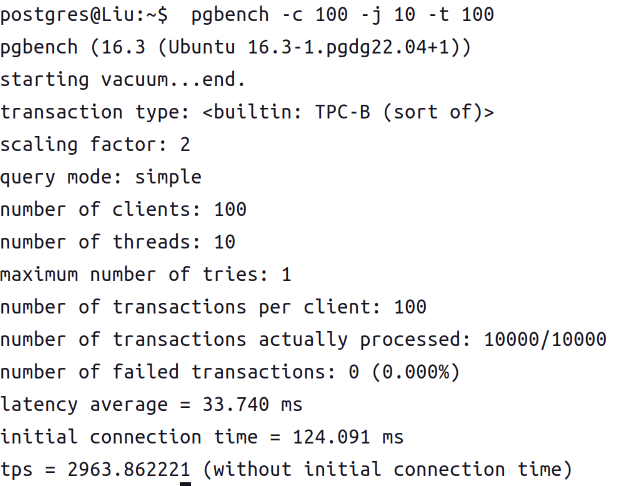 postgres@Liu:~$  pgbench -c 100 -j 10 -t 100
pgbench (16.3 (Ubuntu 16.3-1.pgdg22.04+1))
starting vacuum...end.
transaction type: <builtin: TPC-B (sort of)>
scaling factor: 2
query mode: simple
number of clients: 100
number of threads: 10
maximum number of tries: 1
number of transactions per client: 100
number of transactions actually processed: 10000/10000
number of failed transactions: 0 (0.000%)
latency average = 33.740 ms
initial connection time = 124.091 ms
tps = 2963.862221 (without initial connection time)